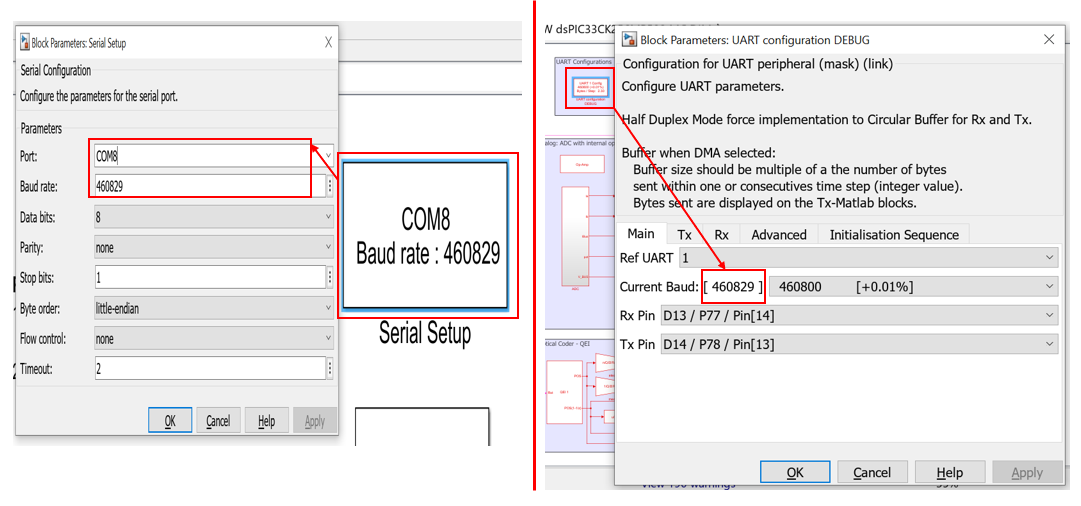 Block Parameters: Serial Setup
Serial Configuration
Configure the parameters for the serial port.
Parameters
Port: COM8
Baud rate: 460829
Data bits: 8
Parity: none
Stop bits: 1
Byte order: little-endian
Flow control: none
Timeout: 2
OK Cancel Help Apply
COM8
Baud rate : 460829
Serial Setup
UART Configurations
Block Parameters: UART configuration DEBUG
Configuration for UART peripheral (mask) (link)
Configure UART parameters.
Half Duplex Mode force implementation to Circular Buffer for Rx and Tx.
Buffer when DMA selected:
Buffer size should be multiple of a the number of bytes
sent within one or consecutives time step (integer value).
Bytes sent are displayed on the Tx-Matlab blocks.
Main Tx Rx Advanced Initialisation Sequence
Ref UART 1
Current Baud: [ 460829 ] 460800 [+0.01%]
Rx Pin D13 / P77 / Pin[14]
Tx Pin D14 / P78 / Pin[13]
OK Cancel Help Apply